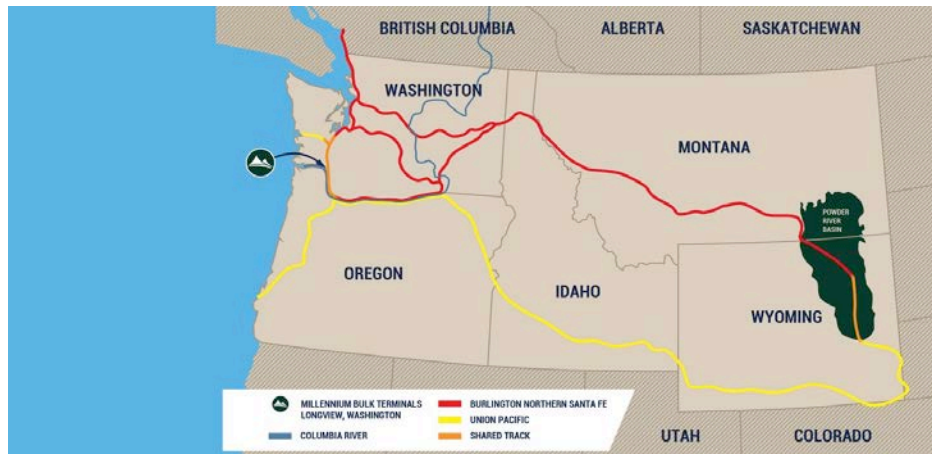 BRITISH COLUMBIA
ALBERTA
SASKATCHEWAN
WASHINGTON
MONTANA
POWDER
RIVER
BASIN
OREGON
IDAHO
WYOMING
MILLENNIUM BULK TERMINALS
LONGVIEW, WASHINGTON
COLUMBIA RIVER
BURLINGTON NORTHERN SANTA FE
UNION PACIFIC
SHARED TRACK
UTAH
COLORADO